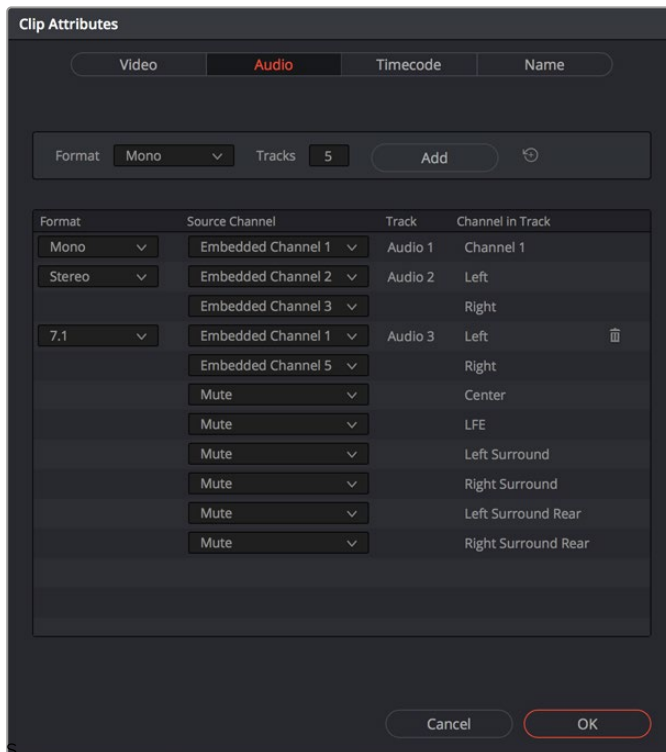 Clip Attributes
Video Audio Timecode Name
Format Mono Tracks 5 Add
Format Source Channel Track Channel in Track
Mono Embedded Channel 1 Audio 1 Channel 1
Stereo Embedded Channel 2 Audio 2 Left
Embedded Channel 3 Right
7.1 Embedded Channel 1 Audio 3 Left
Embedded Channel 5 Right
Mute Center
Mute LFE
Mute Left Surround
Mute Right Surround
Mute Left Surround Rear
Mute Right Surround Rear
Cancel OK
S